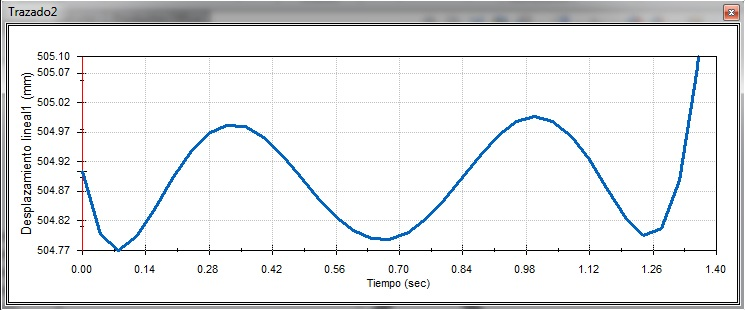 Trazado2
505.10
505.07
505.02
504.97
504.92
504.87
504.82
504.77
Desplazamiento lineal1 (mm)
0.00 0.14 0.28 0.42 0.56 0.70 0.84 0.98 1.12 1.26 1.40
Tiempo (sec)